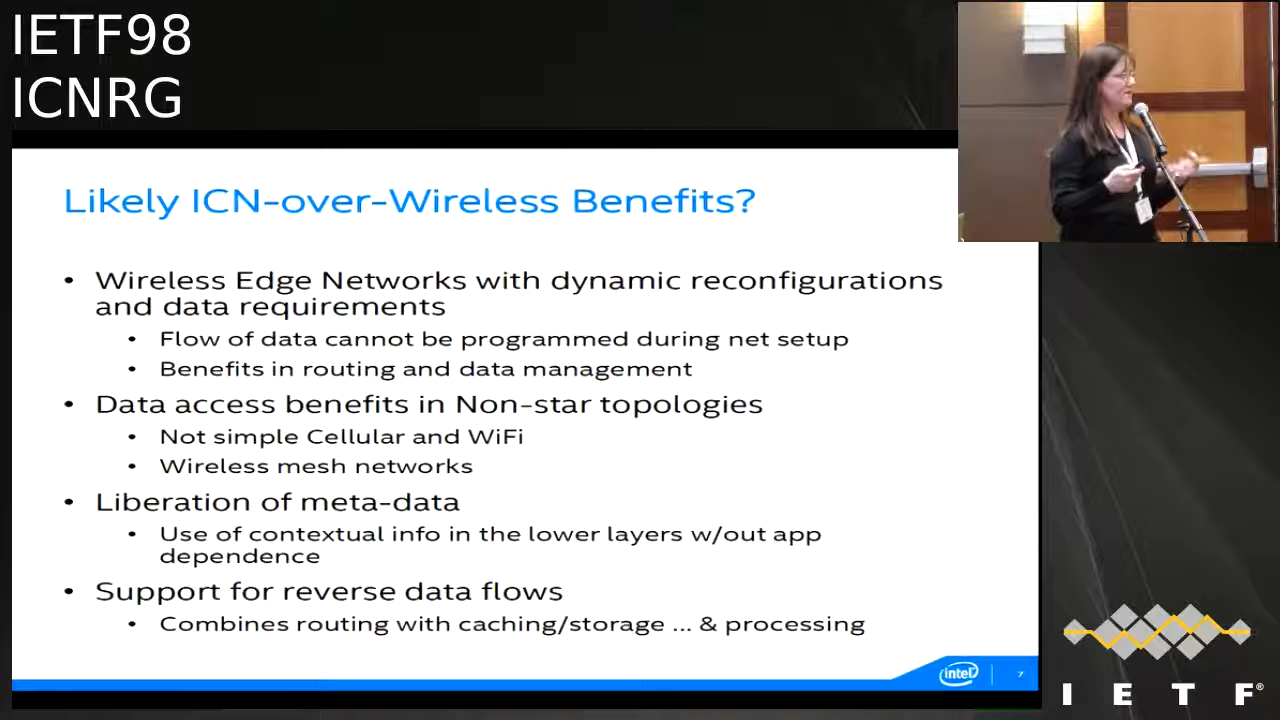 IETF98
ICNRG
Likely ICN-over-Wireless Benefits?
• Wireless Edge Networks with dynamic reconfigurations
and data requirements
• Flow of data cannot be programmed during net setup
• Benefits in routing and data management
• Data access benefits in Non-star topologies
• Not simple Cellular and WiFi
• Wireless mesh networks
• Liberation of meta-data
• Use of contextual info in the lower layers w/out app
dependence
• Support for reverse data flows
• Combines routing with caching/storage ... & processing
intel
7
I E T F®